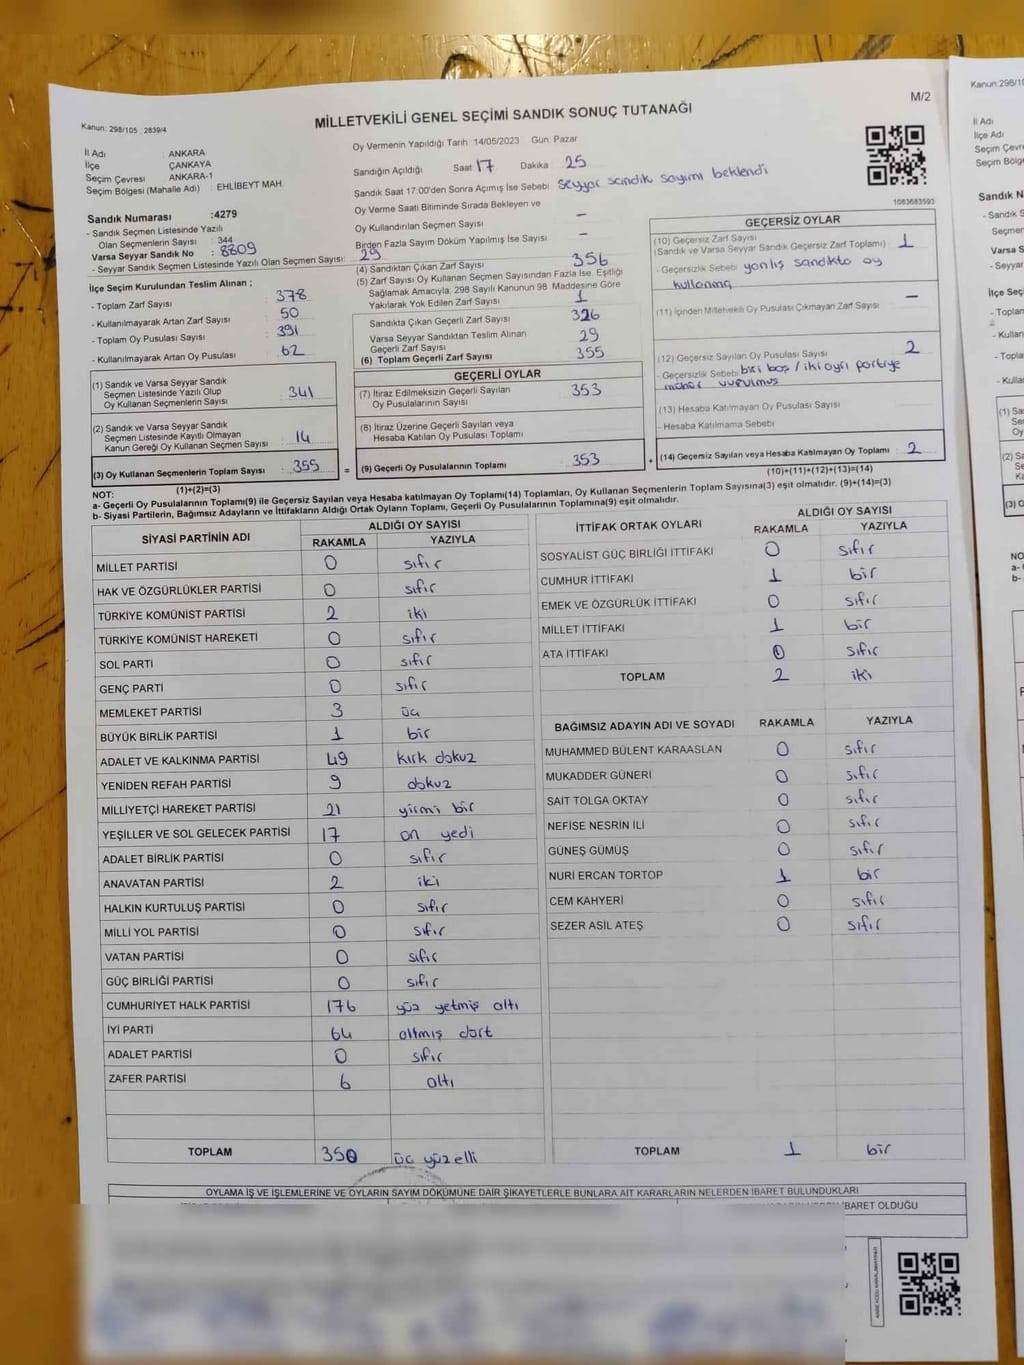 M/2
Kanun: 298/105 , 2839/4
MİLLETVEKİLİ GENEL SEÇİMİ SANDIK SONUÇ TUTANAĞI
İl Adı : ANKARA
İlçe ÇANKAYA
Seçim Çevresi ANKARA-1
Seçim Bölgesi (Mahalle Adı) : EHLİBEYT MAH.
Sandık Numarası :4279
- Sandık Seçmen Listesinde Yazılı
Olan Seçmenlerin Sayısı : 344
Varsa Seyyar Sandık No : 8809
- Seyyar Sandık Seçmen Listesinde Yazılı Olan Seçmen Sayısı: 29
İlçe Seçim Kurulundan Teslim Alınan ;
- Toplam Zarf Sayısı : 378
- Kullanılmayarak Artan Zarf Sayısı : 50
- Toplam Oy Pusulası Sayısı : 391
- Kullanılmayarak Artan Oy Pusulası : 62
(1) Sandık ve Varsa Seyyar Sandık
Seçmen Listesinde Yazılı Olup
Oy Kullanan Seçmenlerin Sayısı : 341
(2) Sandık ve Varsa Seyyar Sandık
Seçmen Listesinde Kayıtlı Olmayan
Kanun Gereği Oy Kullanan Seçmen Sayısı : 14
(3) Oy Kullanan Seçmenlerin Toplam Sayısı : 355
(1)+(2)=(3)
Oy Vermenin Yapıldığı Tarih :14/05/2023 Gün: Pazar
Sandığın Açıldığı Saat 17 Dakika 25
Sandık Saat 17:00'den Sonra Açımış İse Sebebi: Seyyar sandık sayımı beklendi
Oy Verme Saati Bitiminde Sırada Bekleyen ve
Oy Kullandırılan Seçmen Sayısı : –
Birden Fazla Sayım Döküm Yapılmış İse Sayısı : –
(4) Sandıktan Çıkan Zarf Sayısı : 356
(5) Zarf Sayısı Oy Kullanan Seçmen Sayısından Fazla İse, Eşitliği
Sağlamak Amacıyla; 298 Sayılı Kanunun 98. Maddesine Göre
Yakılarak Yok Edilen Zarf Sayısı : 1
Sandıkta Çıkan Geçerli Zarf Sayısı : 326
Varsa Seyyar Sandıktan Teslim Alınan
Geçerli Zarf Sayısı : 29
(6) Toplam Geçerli Zarf Sayısı : 355
GEÇERLİ OYLAR
(7) İtiraz Edilmeksizin Geçerli Sayılan
Oy Pusulalarının Sayısı : 353
(8) İtiraz Üzerine Geçerli Sayılan veya
Hesaba Katılan Oy Pusulası Toplamı :
= (9) Geçerli Oy Pusulalarının Toplamı : 353
1083683593
GEÇERSİZ OYLAR
(10) Geçersiz Zarf Sayısı
(Sandık ve Varsa Seyyar Sandık Geçersiz Zarf Toplamı) : 1
- Geçersizlik Sebebi: yanlış sandıkta oy
kullanma
(11) İçinden Milletvekili Oy Pusulası Çıkmayan Zarf Sayısı : –
(12) Geçersiz Sayılan Oy Pusulası Sayısı : 2
- Geçersizlik Sebebi: biri boş / iki ayrı partiye
mühür vurulmuş
(13) Hesaba Katılmayan Oy Pusulası Sayısı :
- Hesaba Katılmama Sebebi :
+ (14) Geçersiz Sayılan veya Hesaba Katılmayan Oy Toplamı : 2
(10)+(11)+(12)+(13)=(14)
NOT:
a- Geçerli Oy Pusulalarının Toplamı(9) ile Geçersiz Sayılan veya Hesaba katılmayan Oy Toplamı(14) Toplamları, Oy Kullanan Seçmenlerin Toplam Sayısına(3) eşit olmalıdır. (9)+(14)=(3)
b- Siyasi Partilerin, Bağımsız Adayların ve İttifakların Aldığı Ortak Oyların Toplamı, Geçerli Oy Pusulalarının Toplamına(9) eşit olmalıdır.
SİYASİ PARTİNİN ADI ALDIĞI OY SAYISI
RAKAMLA YAZIYLA
MİLLET PARTİSİ 0 sıfır
HAK VE ÖZGÜRLÜKLER PARTİSİ 0 sıfır
TÜRKİYE KOMÜNİST PARTİSİ 2 iki
TÜRKİYE KOMÜNİST HAREKETİ 0 sıfır
SOL PARTİ 0 sıfır
GENÇ PARTİ 0 sıfır
MEMLEKET PARTİSİ 3 üç
BÜYÜK BİRLİK PARTİSİ 1 bir
ADALET VE KALKINMA PARTİSİ 49 kırk dokuz
YENİDEN REFAH PARTİSİ 9 dokuz
MİLLİYETÇİ HAREKET PARTİSİ 21 yirmi bir
YEŞİLLER VE SOL GELECEK PARTİSİ 17 on yedi
ADALET BİRLİK PARTİSİ 0 sıfır
ANAVATAN PARTİSİ 2 iki
HALKIN KURTULUŞ PARTİSİ 0 sıfır
MİLLİ YOL PARTİSİ 0 sıfır
VATAN PARTİSİ 0 sıfır
GÜÇ BİRLİĞİ PARTİSİ 0 sıfır
CUMHURİYET HALK PARTİSİ 176 yüz yetmiş altı
İYİ PARTİ 64 altmış dört
ADALET PARTİSİ 0 sıfır
ZAFER PARTİSİ 6 altı
TOPLAM 350 üç yüzelli
İTTİFAK ORTAK OYLARI ALDIĞI OY SAYISI
RAKAMLA YAZIYLA
SOSYALİST GÜÇ BİRLİĞİ İTTİFAKI 0 sıfır
CUMHUR İTTİFAKI 1 bir
EMEK VE ÖZGÜRLÜK İTTİFAKI 0 sıfır
MİLLET İTTİFAKI 1 bir
ATA İTTİFAKI 0 sıfır
TOPLAM 2 iki
BAĞIMSIZ ADAYIN ADI VE SOYADI RAKAMLA YAZIYLA
MUHAMMED BÜLENT KARAASLAN 0 sıfır
MUKADDER GÜNERİ 0 sıfır
SAİT TOLGA OKTAY 0 sıfır
NEFİSE NESRİN İLİ 0 sıfır
GÜNEŞ GÜMÜŞ 0 sıfır
NURİ ERCAN TORTOP 1 bir
CEM KAHYERİ 0 sıfır
SEZER ASİL ATEŞ 0 sıfır
TOPLAM 1 bir
OYLAMA İŞ VE İŞLEMLERİNE VE OYLARIN SAYIM DÖKÜMÜNE DAİR ŞİKAYETLERLE BUNLARA AİT KARARLARIN NELERDEN İBARET BULUNDUKLARI
İBARET OLDUĞU
Kanun: 298/10
İl Adı
İlçe Adı
Seçim Çevre
Seçim Bölg
Sandık N